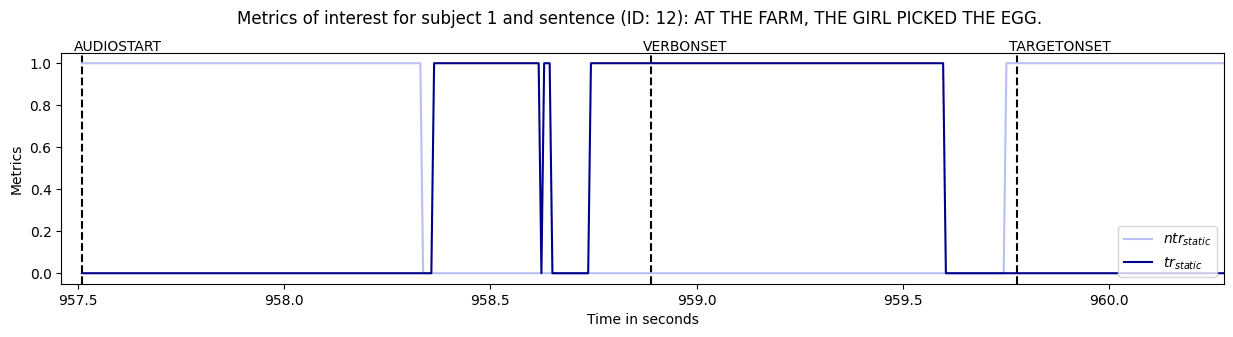 Metrics of interest for subject 1 and sentence (ID: 12): AT THE FARM, THE GIRL PICKED THE EGG.
AUDIOSTART VERBONSET TARGETONSET
1.0
0.8
0.6
0.4
0.2
0.0
Metrics
ntr_static
tr_static
957.5 958.0 958.5 959.0 959.5 960.0
Time in seconds